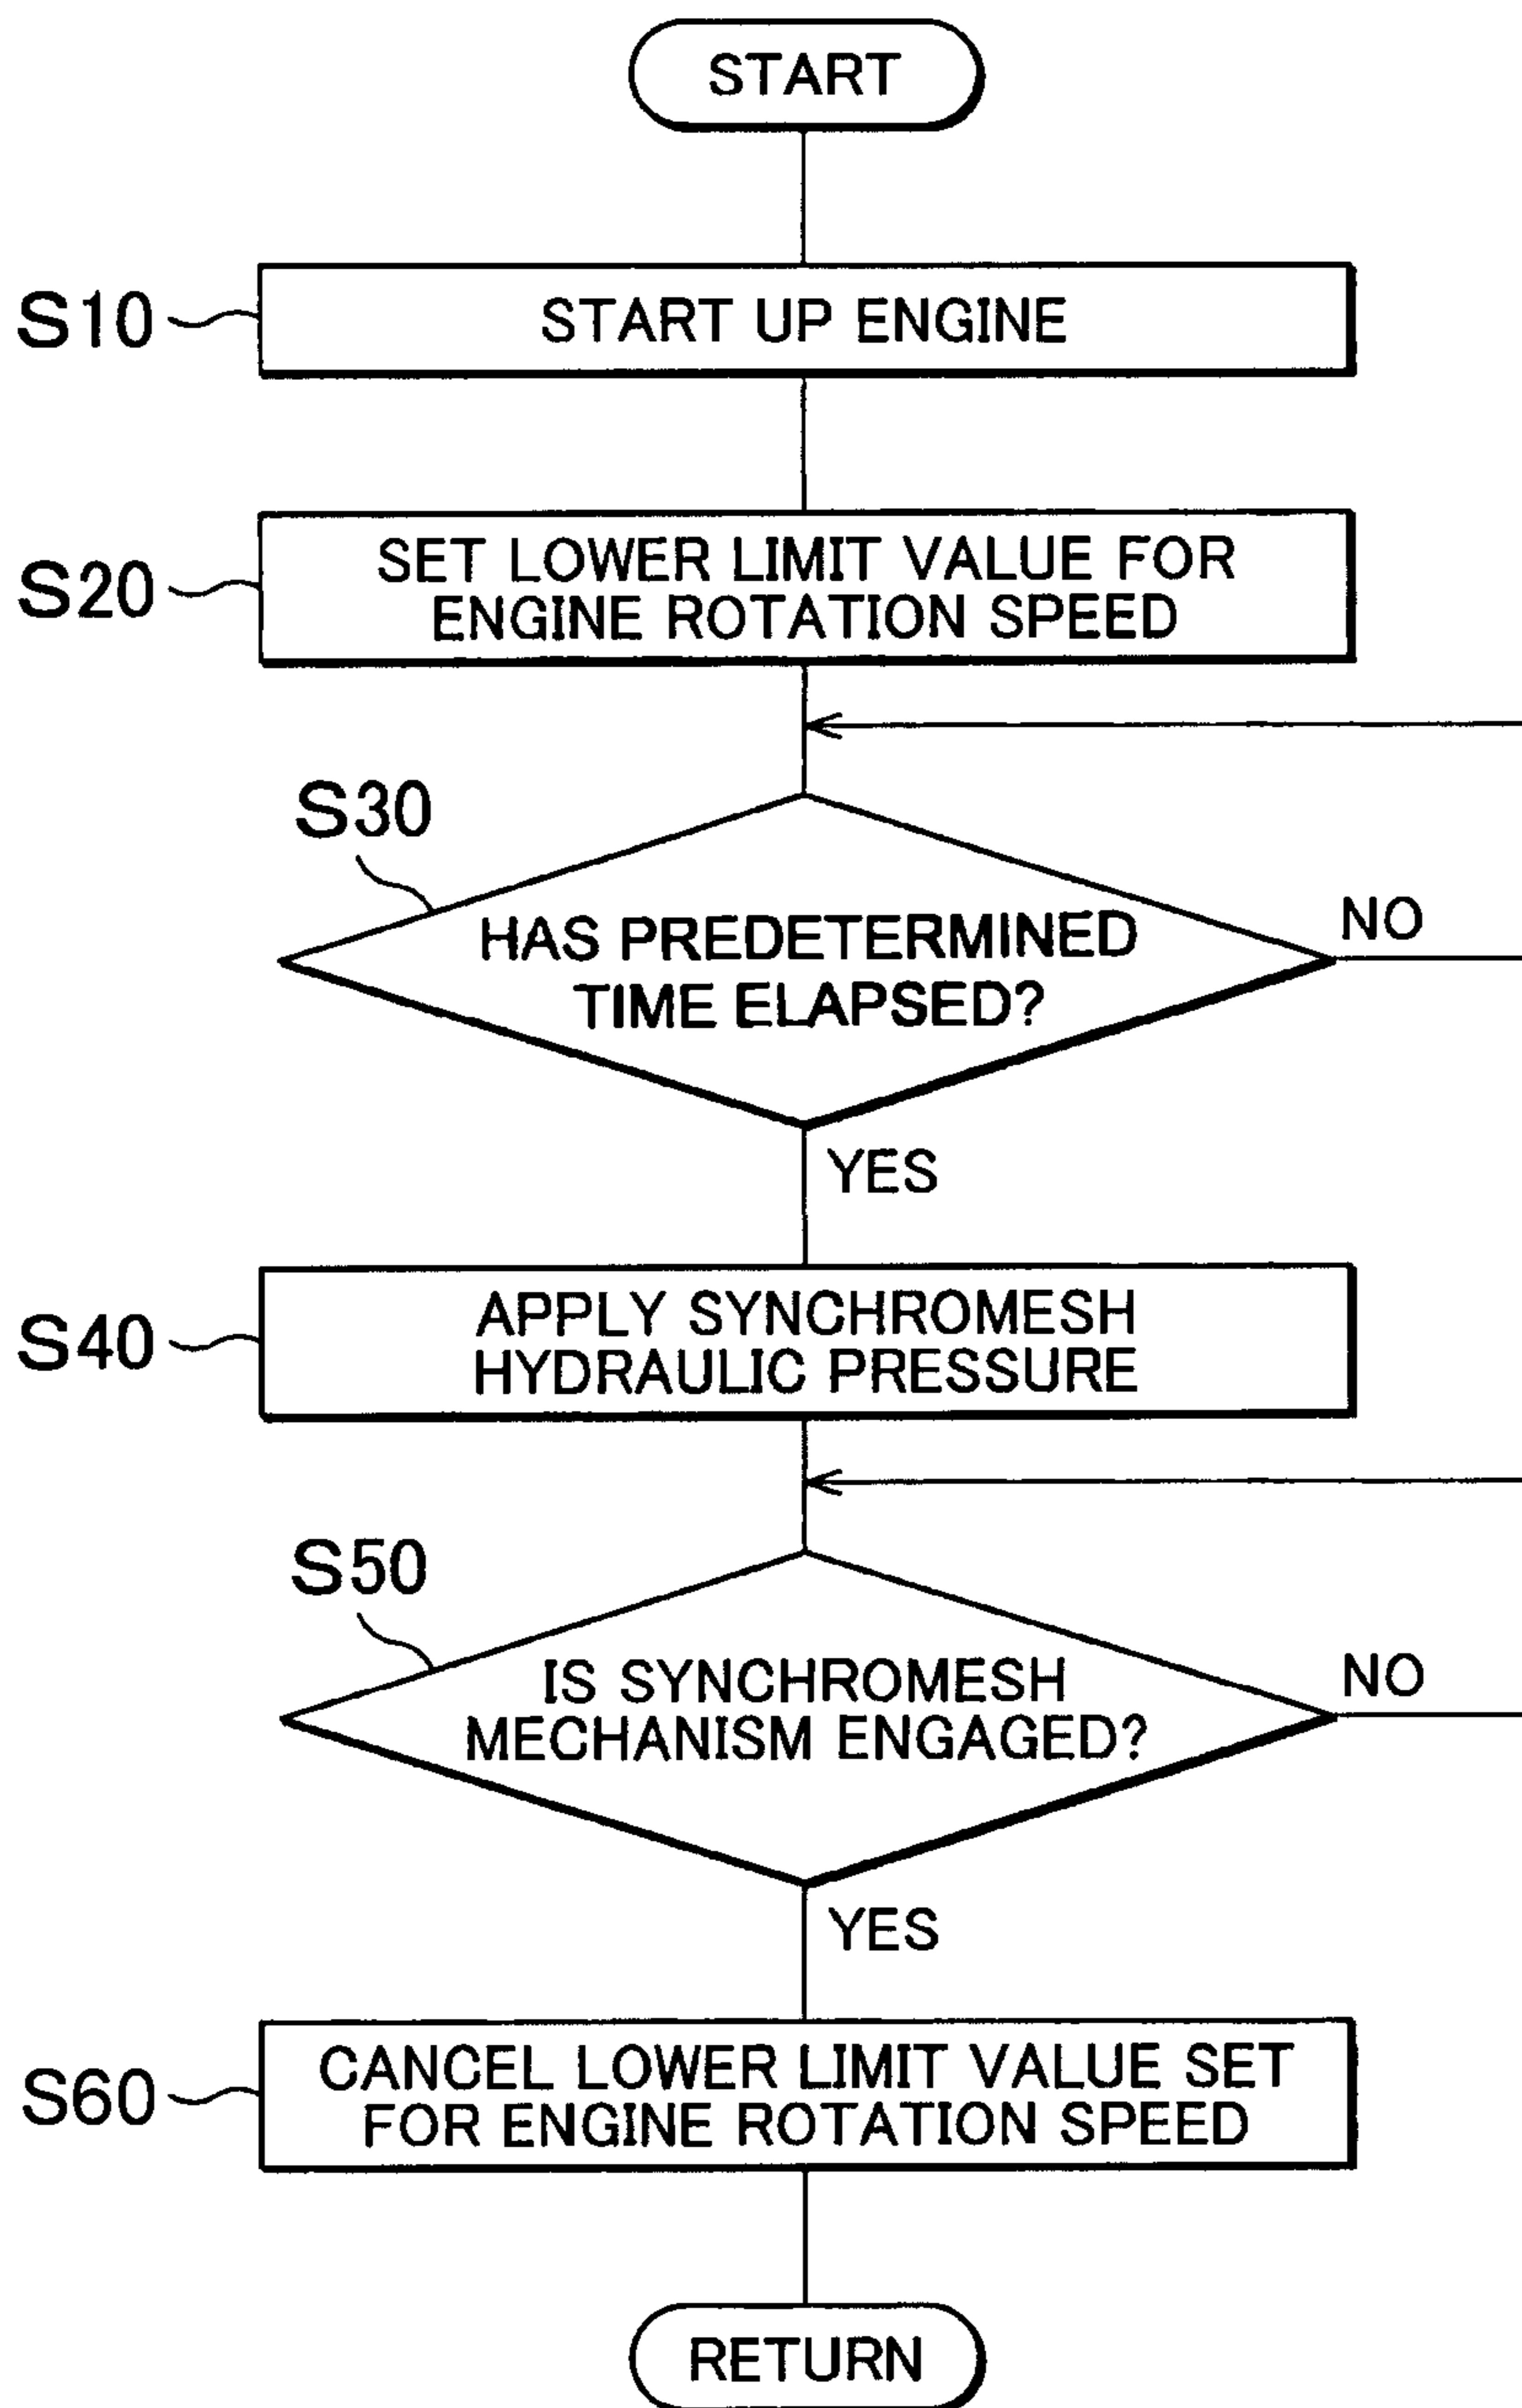 START
S10
START UP ENGINE
S20
SET LOWER LIMIT VALUE FOR
ENGINE ROTATION SPEED
S30
HAS PREDETERMINED
TIME ELAPSED?
NO
YES
S40
APPLY SYNCHROMESH
HYDRAULIC PRESSURE
S50
IS SYNCHROMESH
MECHANISM ENGAGED?
NO
YES
S60
CANCEL LOWER LIMIT VALUE SET
FOR ENGINE ROTATION SPEED
RETURN